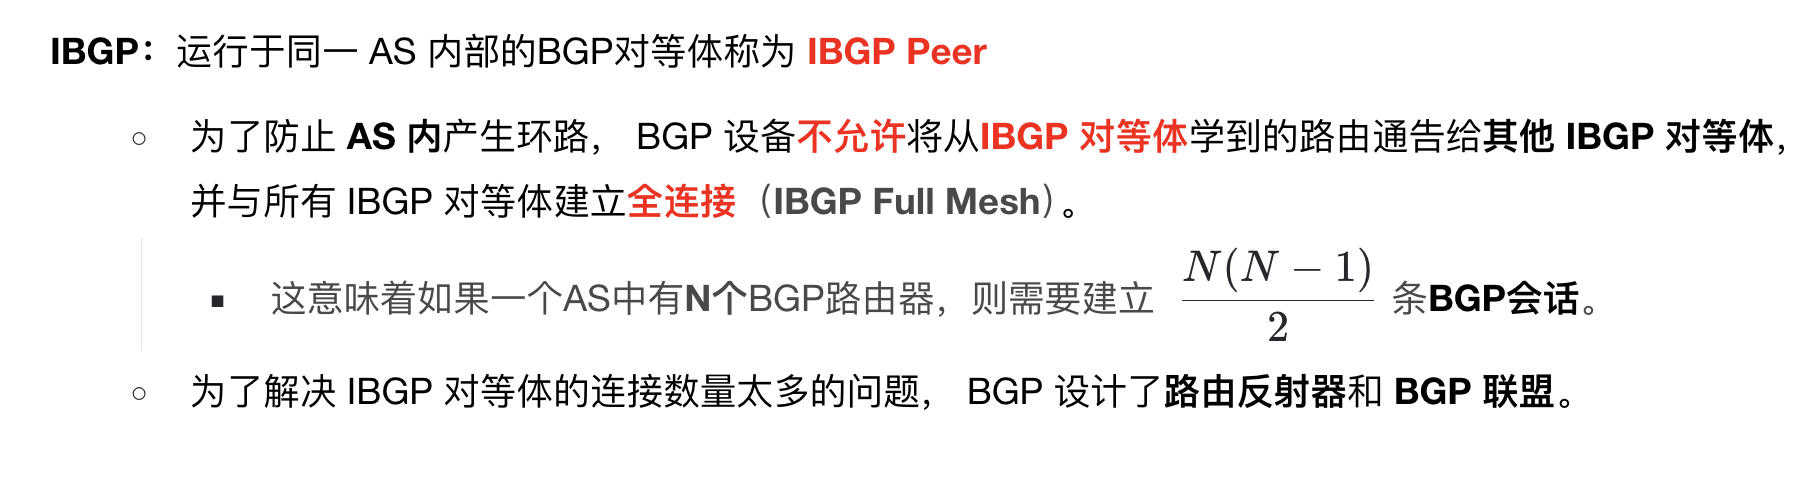 IBGP：运行于同一 AS 内部的BGP对等体称为 IBGP Peer
为了防止 AS 内产生环路， BGP 设备不允许将从IBGP 对等体学到的路由通告给其他 IBGP 对等体，
并与所有 IBGP 对等体建立全连接（IBGP Full Mesh）。
这意味着如果一个AS中有N个BGP路由器，则需要建立 \frac{N(N-1)}{2} 条BGP会话。
为了解决 IBGP 对等体的连接数量太多的问题， BGP 设计了路由反射器和 BGP 联盟。